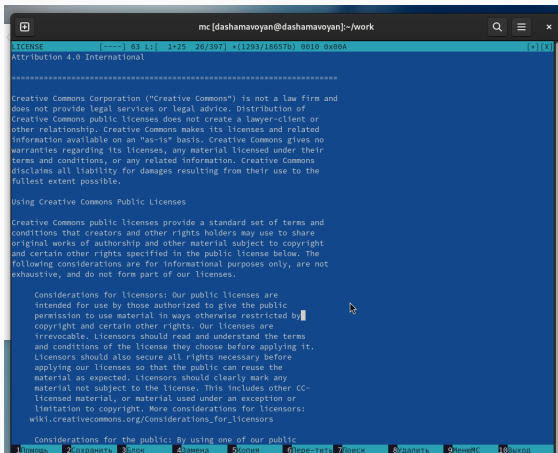 mc [dashamavoyan@dashamavoyan]:~/work
LICENSE [----] 63 L:[ 1+25 26/397] *(1293/18657b) 0010 0x00A [*][X]
Attribution 4.0 International
=======================================================================
Creative Commons Corporation ("Creative Commons") is not a law firm and
does not provide legal services or legal advice. Distribution of
Creative Commons public licenses does not create a lawyer-client or
other relationship. Creative Commons makes its licenses and related
information available on an "as-is" basis. Creative Commons gives no
warranties regarding its licenses, any material licensed under their
terms and conditions, or any related information. Creative Commons
disclaims all liability for damages resulting from their use to the
fullest extent possible.
Using Creative Commons Public Licenses
Creative Commons public licenses provide a standard set of terms and
conditions that creators and other rights holders may use to share
original works of authorship and other material subject to copyright
and certain other rights specified in the public license below. The
following considerations are for informational purposes only, are not
exhaustive, and do not form part of our licenses.
Considerations for licensors: Our public licenses are
intended for use by those authorized to give the public
permission to use material in ways otherwise restricted by
copyright and certain other rights. Our licenses are
irrevocable. Licensors should read and understand the terms
and conditions of the license they choose before applying it.
Licensors should also secure all rights necessary before
applying our licenses so that the public can reuse the
material as expected. Licensors should clearly mark any
material not subject to the license. This includes other CC-
licensed material, or material used under an exception or
limitation to copyright. More considerations for licensors:
wiki.creativecommons.org/Considerations_for_licensors
Considerations for the public: By using one of our public
1Помощь 2Сохранить 3Блок 4Замена 5Копия 6Пере~тить 7Поиск 8Удалить 9МенюMC 10Выход